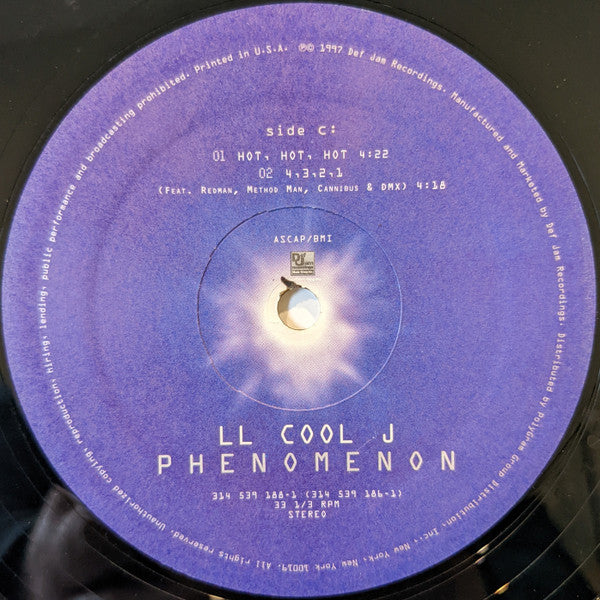 side c:
01 HOT, HOT, HOT 4:22
02 4,3,2,1
(FEAT. REDMAN, METHOD MAN, CANNIBUS & DMX) 4:18
ASCAP/BMI
DEF JAM
LL COOL J
PHENOMENON
314 539 188-1 (314 539 186-1)
33 1/3 RPM
STEREO
℗© 1997 Def Jam Recordings. Manufactured and Marketed by Def Jam Recordings. Distributed by PolyGram Group Distribution, Inc., New York, New York 10019. All rights reserved. Unauthorized copying, reproduction, hiring, lending, public performance and broadcasting prohibited. Printed in U.S.A.